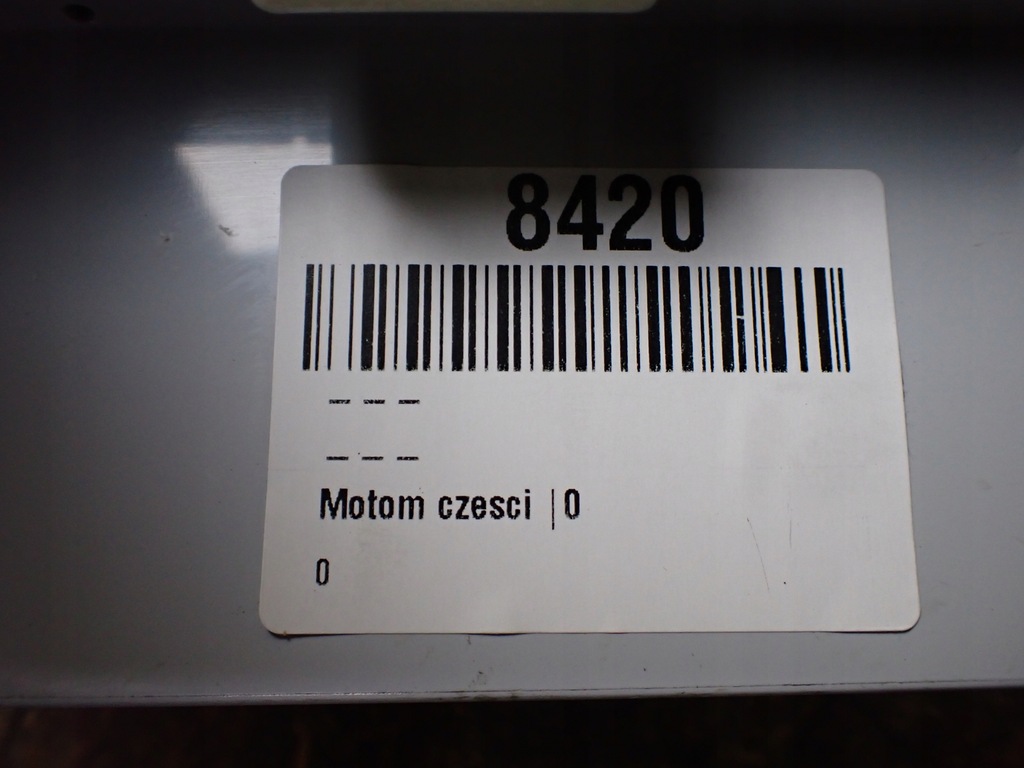 8420
---
---
Motom czesci |0
0